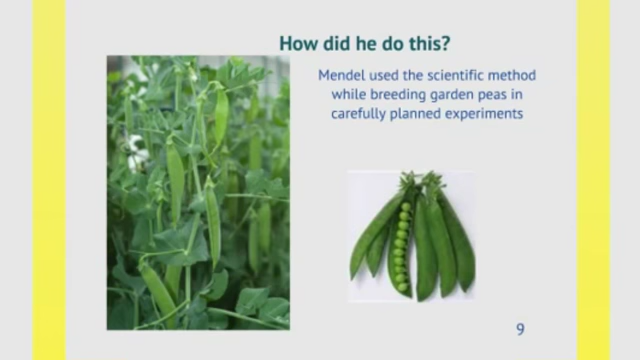 How did he do this?
Mendel used the scientific method
while breeding garden peas in
carefully planned experiments
9